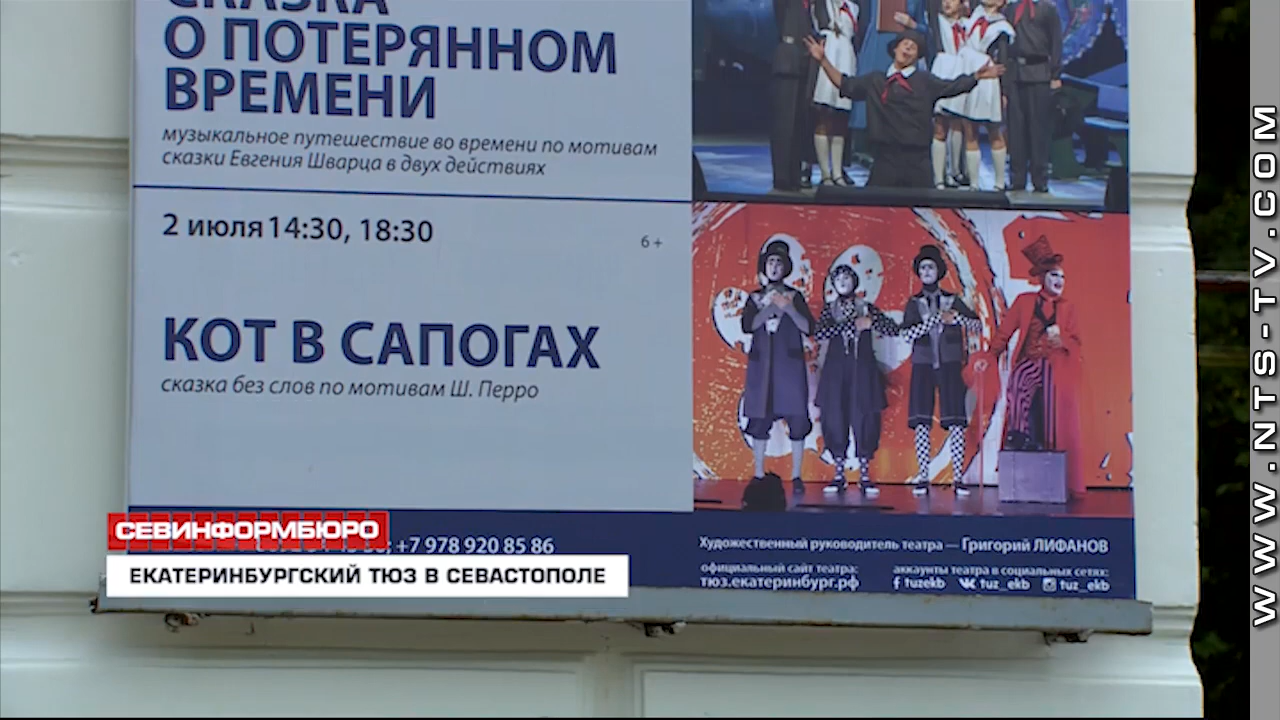 СКАЗКА
О ПОТЕРЯННОМ
ВРЕМЕНИ
музыкальное путешествие во времени по мотивам
сказки Евгения Шварца в двух действиях
2 июля 14:30, 18:30
6+
КОТ В САПОГАХ
сказка без слов по мотивам Ш. Перро
СЕВИНФОРМБЮРО
+7 978 920 85 86
ЕКАТЕРИНБУРГСКИЙ ТЮЗ В СЕВАСТОПОЛЕ
Художественный руководитель театра — Григорий ЛИФАНОВ
официальный сайт театра:
тюз.екатеринбург.рф
аккаунты театра в социальных сетях:
tuzekb tuz_ekb tuz_ekb
WWW.NTS-TV.COM